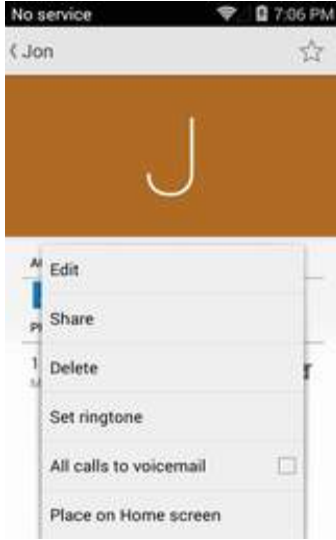 No service 7:06 PM
Jon
J
Edit
Share
Delete
Set ringtone
All calls to voicemail
Place on Home screen